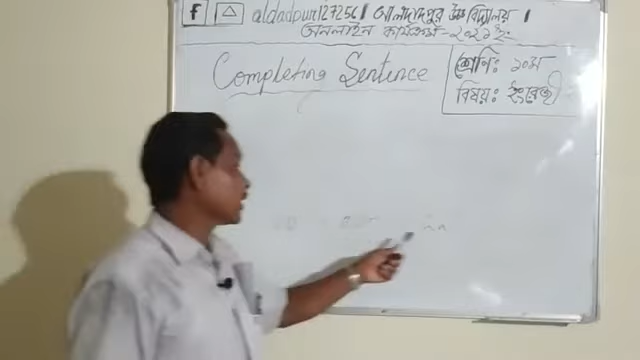 f aldadpur127256 / আলদাদপুর উচ্চ বিদ্যালয় ।
অনলাইন কার্যক্রম-২০২১ ইং
Completing Sentence
শ্রেণি: ১০ম
বিষয়: ইংরেজী